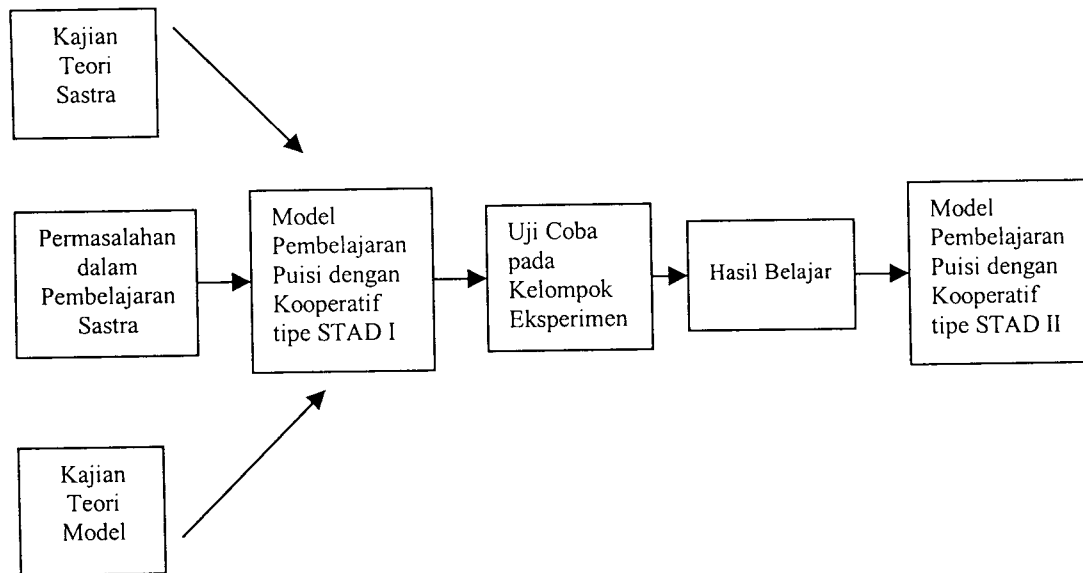 Kajian
Teori
Sastra
Permasalahan
dalam
Pembelajaran
Sastra
Kajian
Teori
Model
Model
Pembelajaran
Puisi dengan
Kooperatif
tipe STAD I
Uji Coba
pada
Kelompok
Eksperimen
Hasil Belajar
Model
Pembelajaran
Puisi dengan
Kooperatif
tipe STAD II